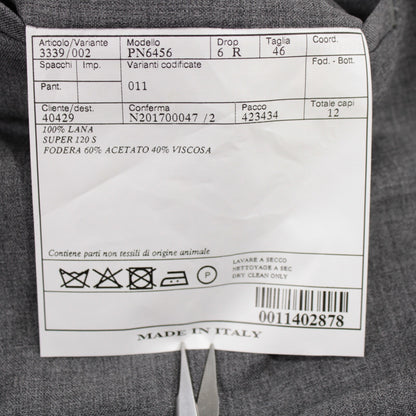 Articolo/Variante Modello Drop Taglia Coord.
3339/002 PN6456 6 R 46
Spacchi Imp. Varianti codificate Fod. - Bott.
Pant. 011
Cliente/dest. Conferma Pacco Totale capi
40429 N201700047 /2 423434 12
100% LANA
SUPER 120 S
FODERA 60% ACETATO 40% VISCOSA
Contiene parti non tessili di origine animale
LAVARE A SECCO
NETTOYAGE A SEC
DRY CLEAN ONLY
P
0011402878
MADE IN ITALY